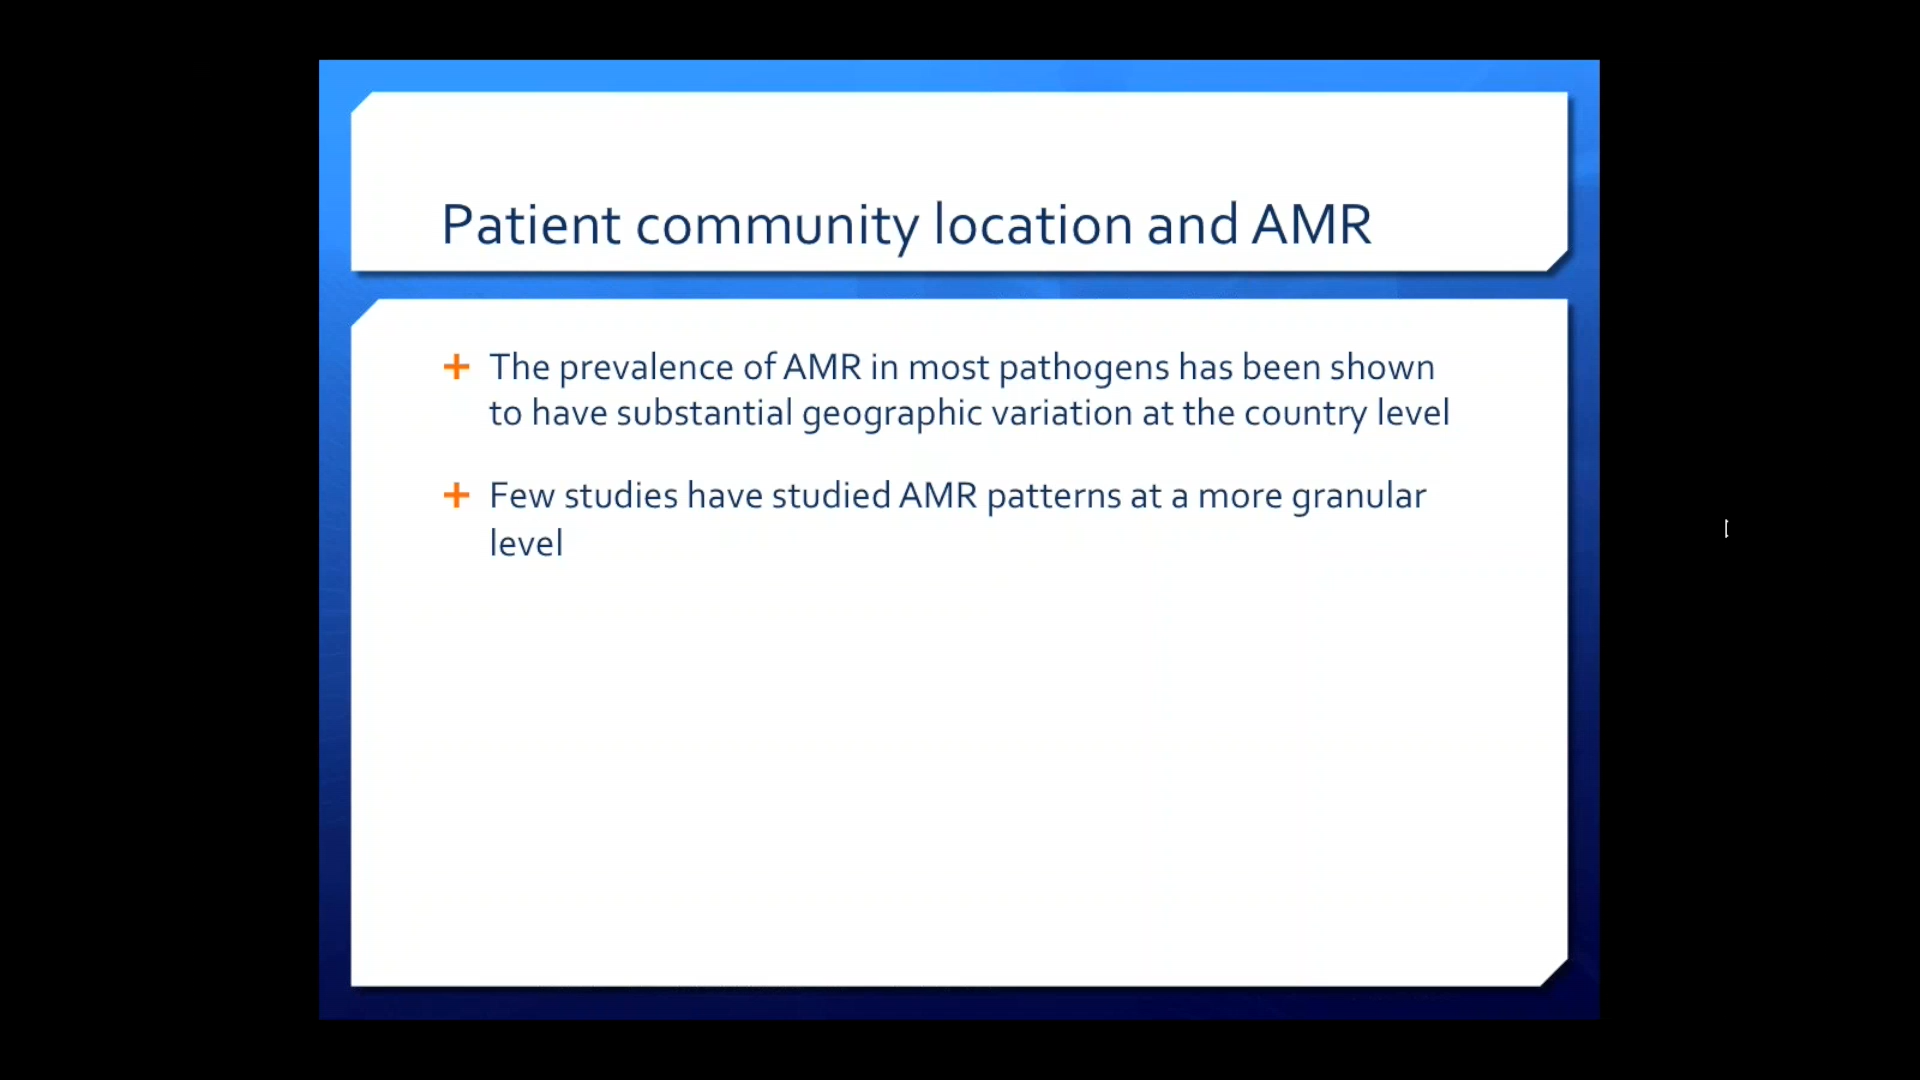 Patient community location and AMR
The prevalence of AMR in most pathogens has been shown
to have substantial geographic variation at the country level
Few studies have studied AMR patterns at a more granular
level